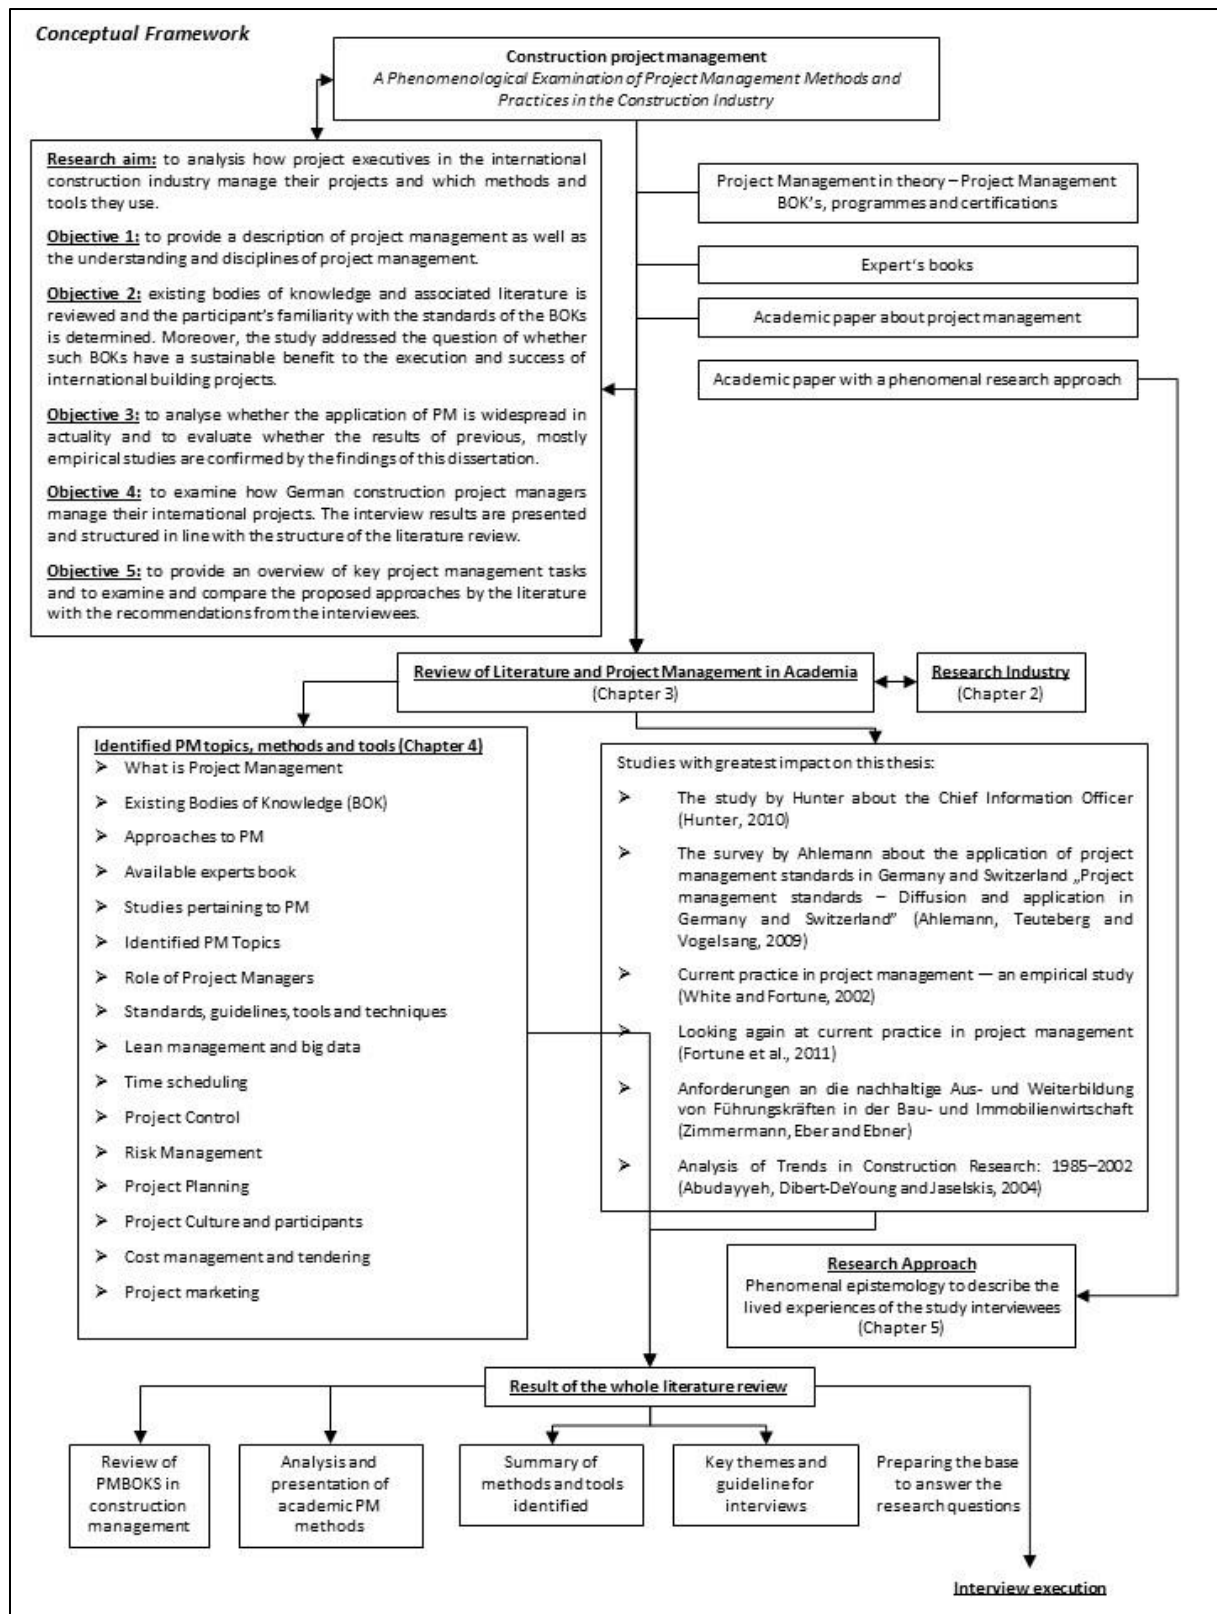 Conceptual Framework
Construction project management
A Phenomenological Examination of Project Management Methods and
Practices in the Construction Industry
Research aim: to analysis how project executives in the international
construction industry manage their projects and which methods and
tools they use.
Objective 1: to provide a description of project management as well as
the understanding and disciplines of project management.
Objective 2: existing bodies of knowledge and associated literature is
reviewed and the participant's familiarity with the standards of the BOKs
is determined. Moreover, the study addressed the question of whether
such BOKs have a sustainable benefit to the execution and success of
international building projects.
Objective 3: to analyse whether the application of PM is widespread in
actuality and to evaluate whether the results of previous, mostly
empirical studies are confirmed by the findings of this dissertation.
Objective 4: to examine how German construction project managers
manage their international projects. The interview results are presented
and structured in line with the structure of the literature review.
Objective 5: to provide an overview of key project management tasks
and to examine and compare the proposed approaches by the literature
with the recommendations from the interviewees.
Project Management in theory – Project Management
BOK's, programmes and certifications
Expert's books
Academic paper about project management
Academic paper with a phenomenal research approach
Review of Literature and Project Management in Academia
(Chapter 3)
Research Industry
(Chapter 2)
Identified PM topics, methods and tools (Chapter 4)
➢ What is Project Management
➢ Existing Bodies of Knowledge (BOK)
➢ Approaches to PM
➢ Available experts book
➢ Studies pertaining to PM
➢ Identified PM Topics
➢ Role of Project Managers
➢ Standards, guidelines, tools and techniques
➢ Lean management and big data
➢ Time scheduling
➢ Project Control
➢ Risk Management
➢ Project Planning
➢ Project Culture and participants
➢ Cost management and tendering
➢ Project marketing
Studies with greatest impact on this thesis:
➢ The study by Hunter about the Chief Information Officer
(Hunter, 2010)
➢ The survey by Ahlemann about the application of project
management standards in Germany and Switzerland „Project
management standards – Diffusion and application in
Germany and Switzerland" (Ahlemann, Teuteberg and
Vogelsang, 2009)
➢ Current practice in project management — an empirical study
(White and Fortune, 2002)
➢ Looking again at current practice in project management
(Fortune et al., 2011)
➢ Anforderungen an die nachhaltige Aus- und Weiterbildung
von Führungskräften in der Bau- und Immobilienwirtschaft
(Zimmermann, Eber and Ebner)
➢ Analysis of Trends in Construction Research: 1985–2002
(Abudayyeh, Dibert-DeYoung and Jaselskis, 2004)
Research Approach
Phenomenal epistemology to describe the
lived experiences of the study interviewees
(Chapter 5)
Result of the whole literature review
Review of
PMBOKS in
construction
management
Analysis and
presentation of
academic PM
methods
Summary of
methods and tools
identified
Key themes and
guideline for
interviews
Preparing the base
to answer the
research questions
Interview execution